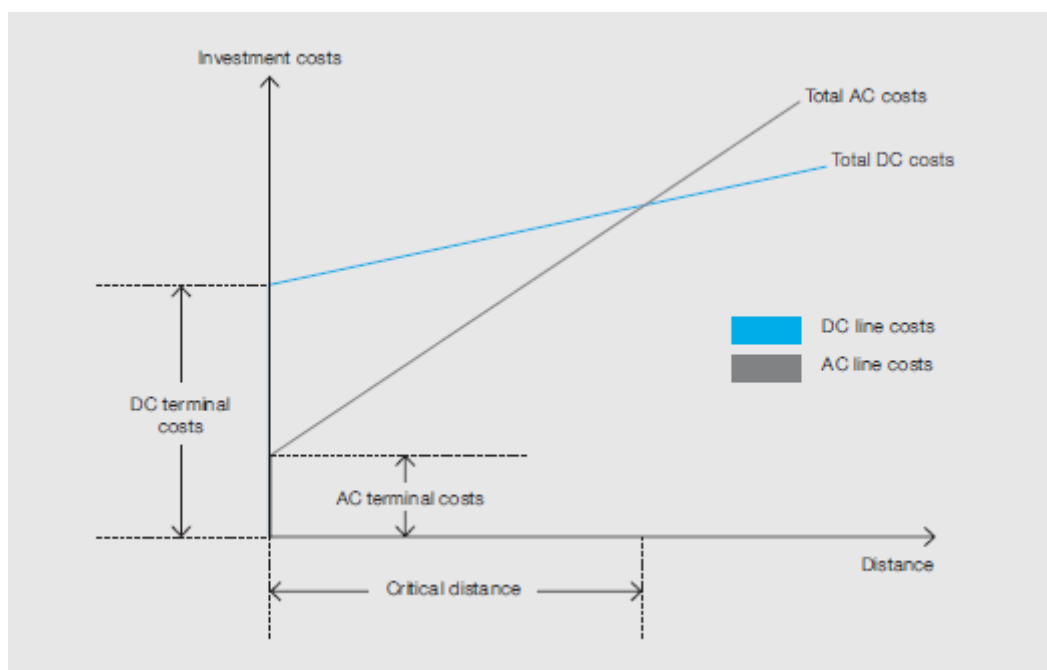 Investment costs
Total AC costs
Total DC costs
DC line costs
AC line costs
DC terminal
costs
AC terminal costs
Distance
Critical distance